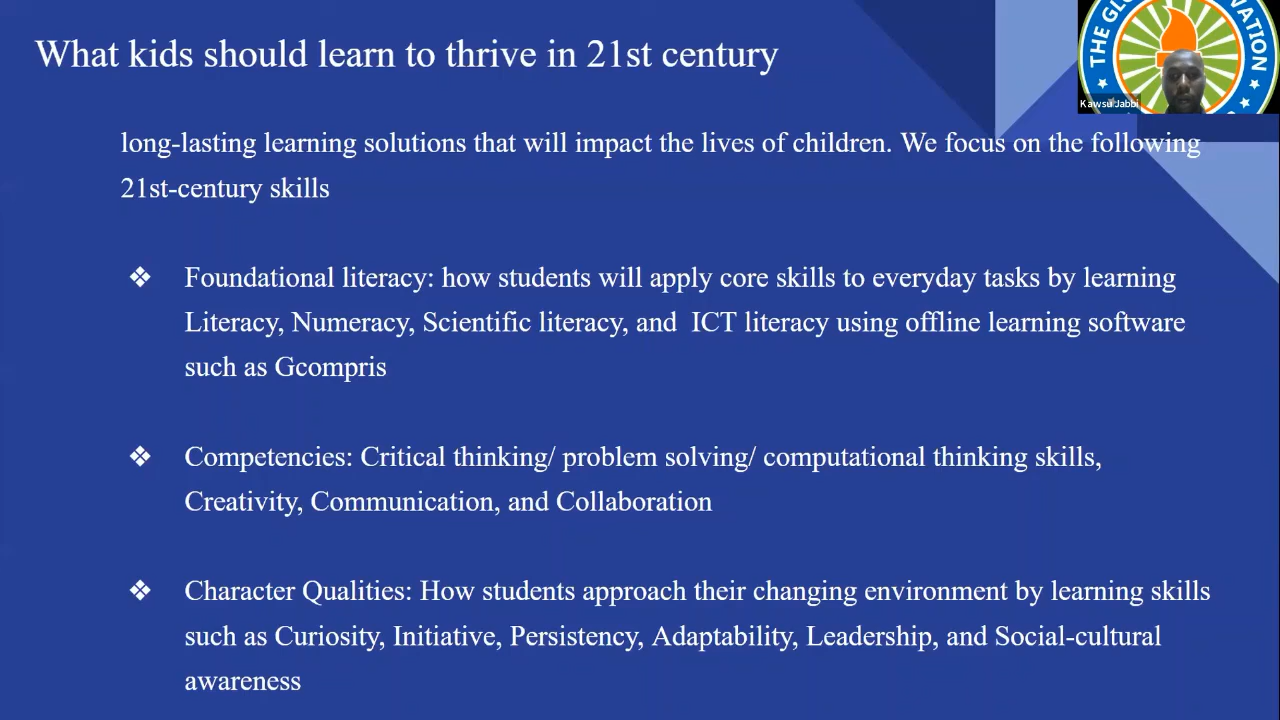 What kids should learn to thrive in 21st century
THE GLO
NATION
Kawsu Jabbi
long-lasting learning solutions that will impact the lives of children. We focus on the following
21st-century skills
❖ Foundational literacy: how students will apply core skills to everyday tasks by learning
Literacy, Numeracy, Scientific literacy, and  ICT literacy using offline learning software
such as Gcompris
❖ Competencies: Critical thinking/ problem solving/ computational thinking skills,
Creativity, Communication, and Collaboration
❖ Character Qualities: How students approach their changing environment by learning skills
such as Curiosity, Initiative, Persistency, Adaptability, Leadership, and Social-cultural
awareness